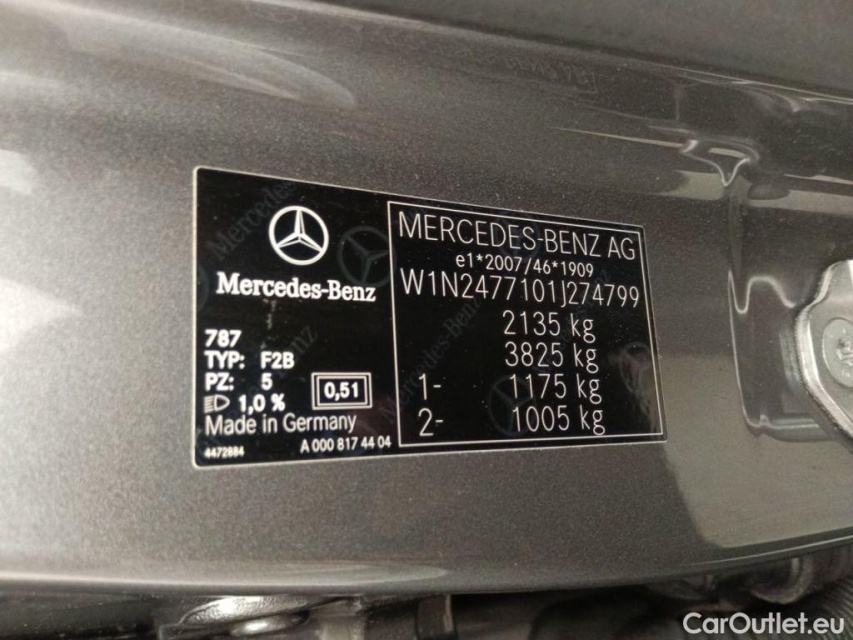 Mercedes-Benz
787
TYP: F2B
PZ: 5
1,0 %
0,51
Made in Germany
4472884
A 000 817 44 04
MERCEDES-BENZ AG
e1*2007/46*1909
W1N2477101J274799
2135 kg
3825 kg
1- 1175 kg
2- 1005 kg
CarOutlet.eu